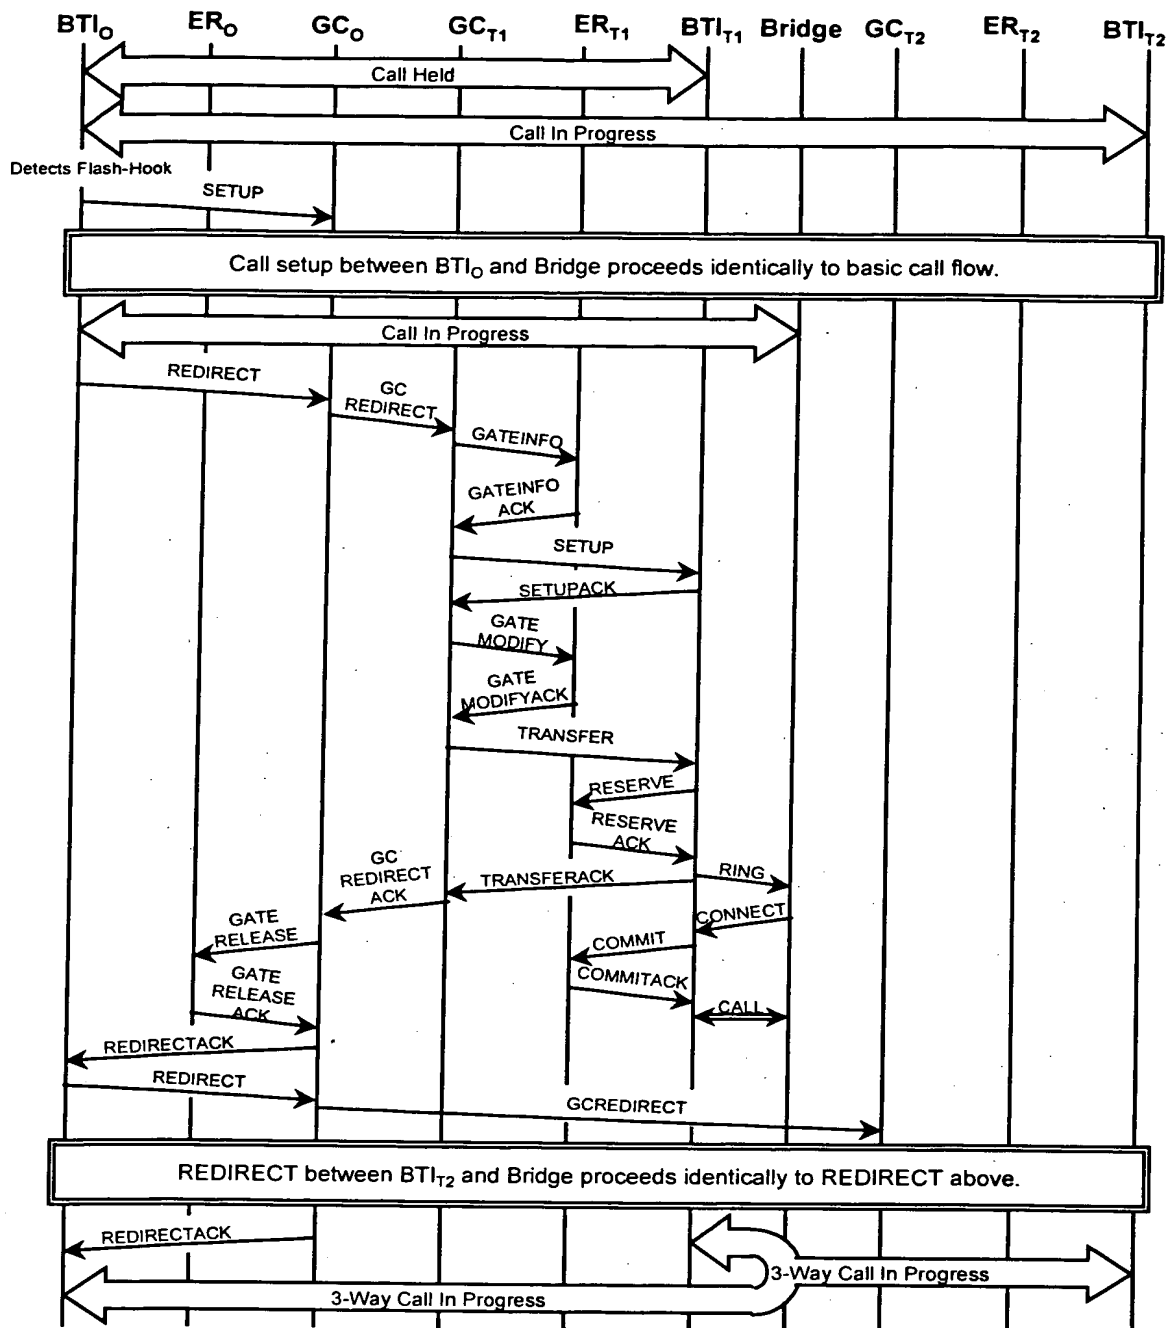 BTIO ERO GCO GCT1 ERT1 BTIT1 Bridge GCT2 ERT2 BTIT2
Call Held
Call In Progress
Detects Flash-Hook
SETUP
Call setup between BTIO and Bridge proceeds identically to basic call flow.
Call In Progress
REDIRECT
GC
REDIRECT
GATEINFO
GATEINFO
ACK
SETUP
SETUPACK
GATE
MODIFY
GATE
MODIFYACK
TRANSFER
RESERVE
RESERVE
ACK
RING
TRANSFERACK
GC
REDIRECT
ACK
CONNECT
GATE
RELEASE
COMMIT
COMMITACK
GATE
RELEASE
ACK
CALL
REDIRECTACK
REDIRECT
GCREDIRECT
REDIRECT between BTIT2 and Bridge proceeds identically to REDIRECT above.
REDIRECTACK
3-Way Call In Progress
3-Way Call In Progress